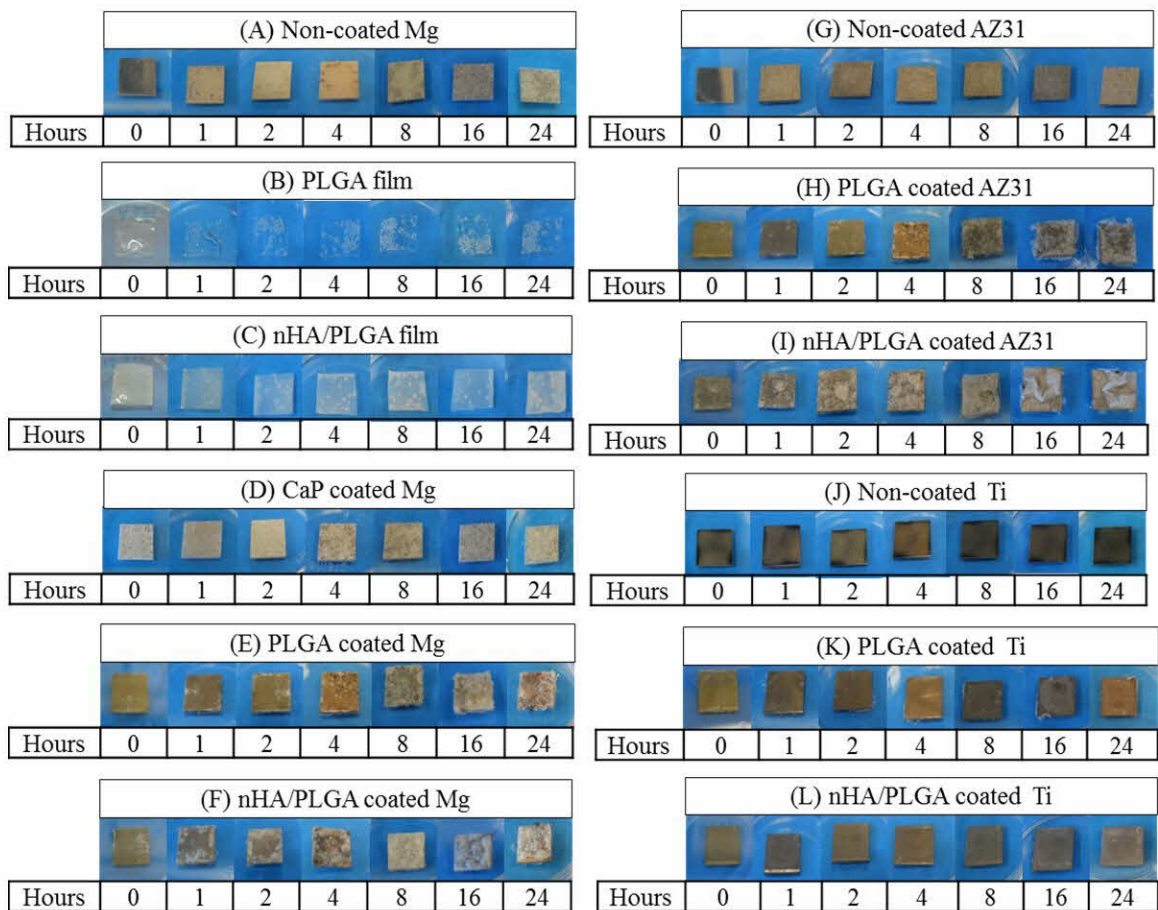 (A) Non-coated Mg
Hours 0 1 2 4 8 16 24
(B) PLGA film
Hours 0 1 2 4 8 16 24
(C) nHA/PLGA film
Hours 0 1 2 4 8 16 24
(D) CaP coated Mg
Hours 0 1 2 4 8 16 24
(E) PLGA coated Mg
Hours 0 1 2 4 8 16 24
(F) nHA/PLGA coated Mg
Hours 0 1 2 4 8 16 24
(G) Non-coated AZ31
Hours 0 1 2 4 8 16 24
(H) PLGA coated AZ31
Hours 0 1 2 4 8 16 24
(I) nHA/PLGA coated AZ31
Hours 0 1 2 4 8 16 24
(J) Non-coated Ti
Hours 0 1 2 4 8 16 24
(K) PLGA coated Ti
Hours 0 1 2 4 8 16 24
(L) nHA/PLGA coated Ti
Hours 0 1 2 4 8 16 24